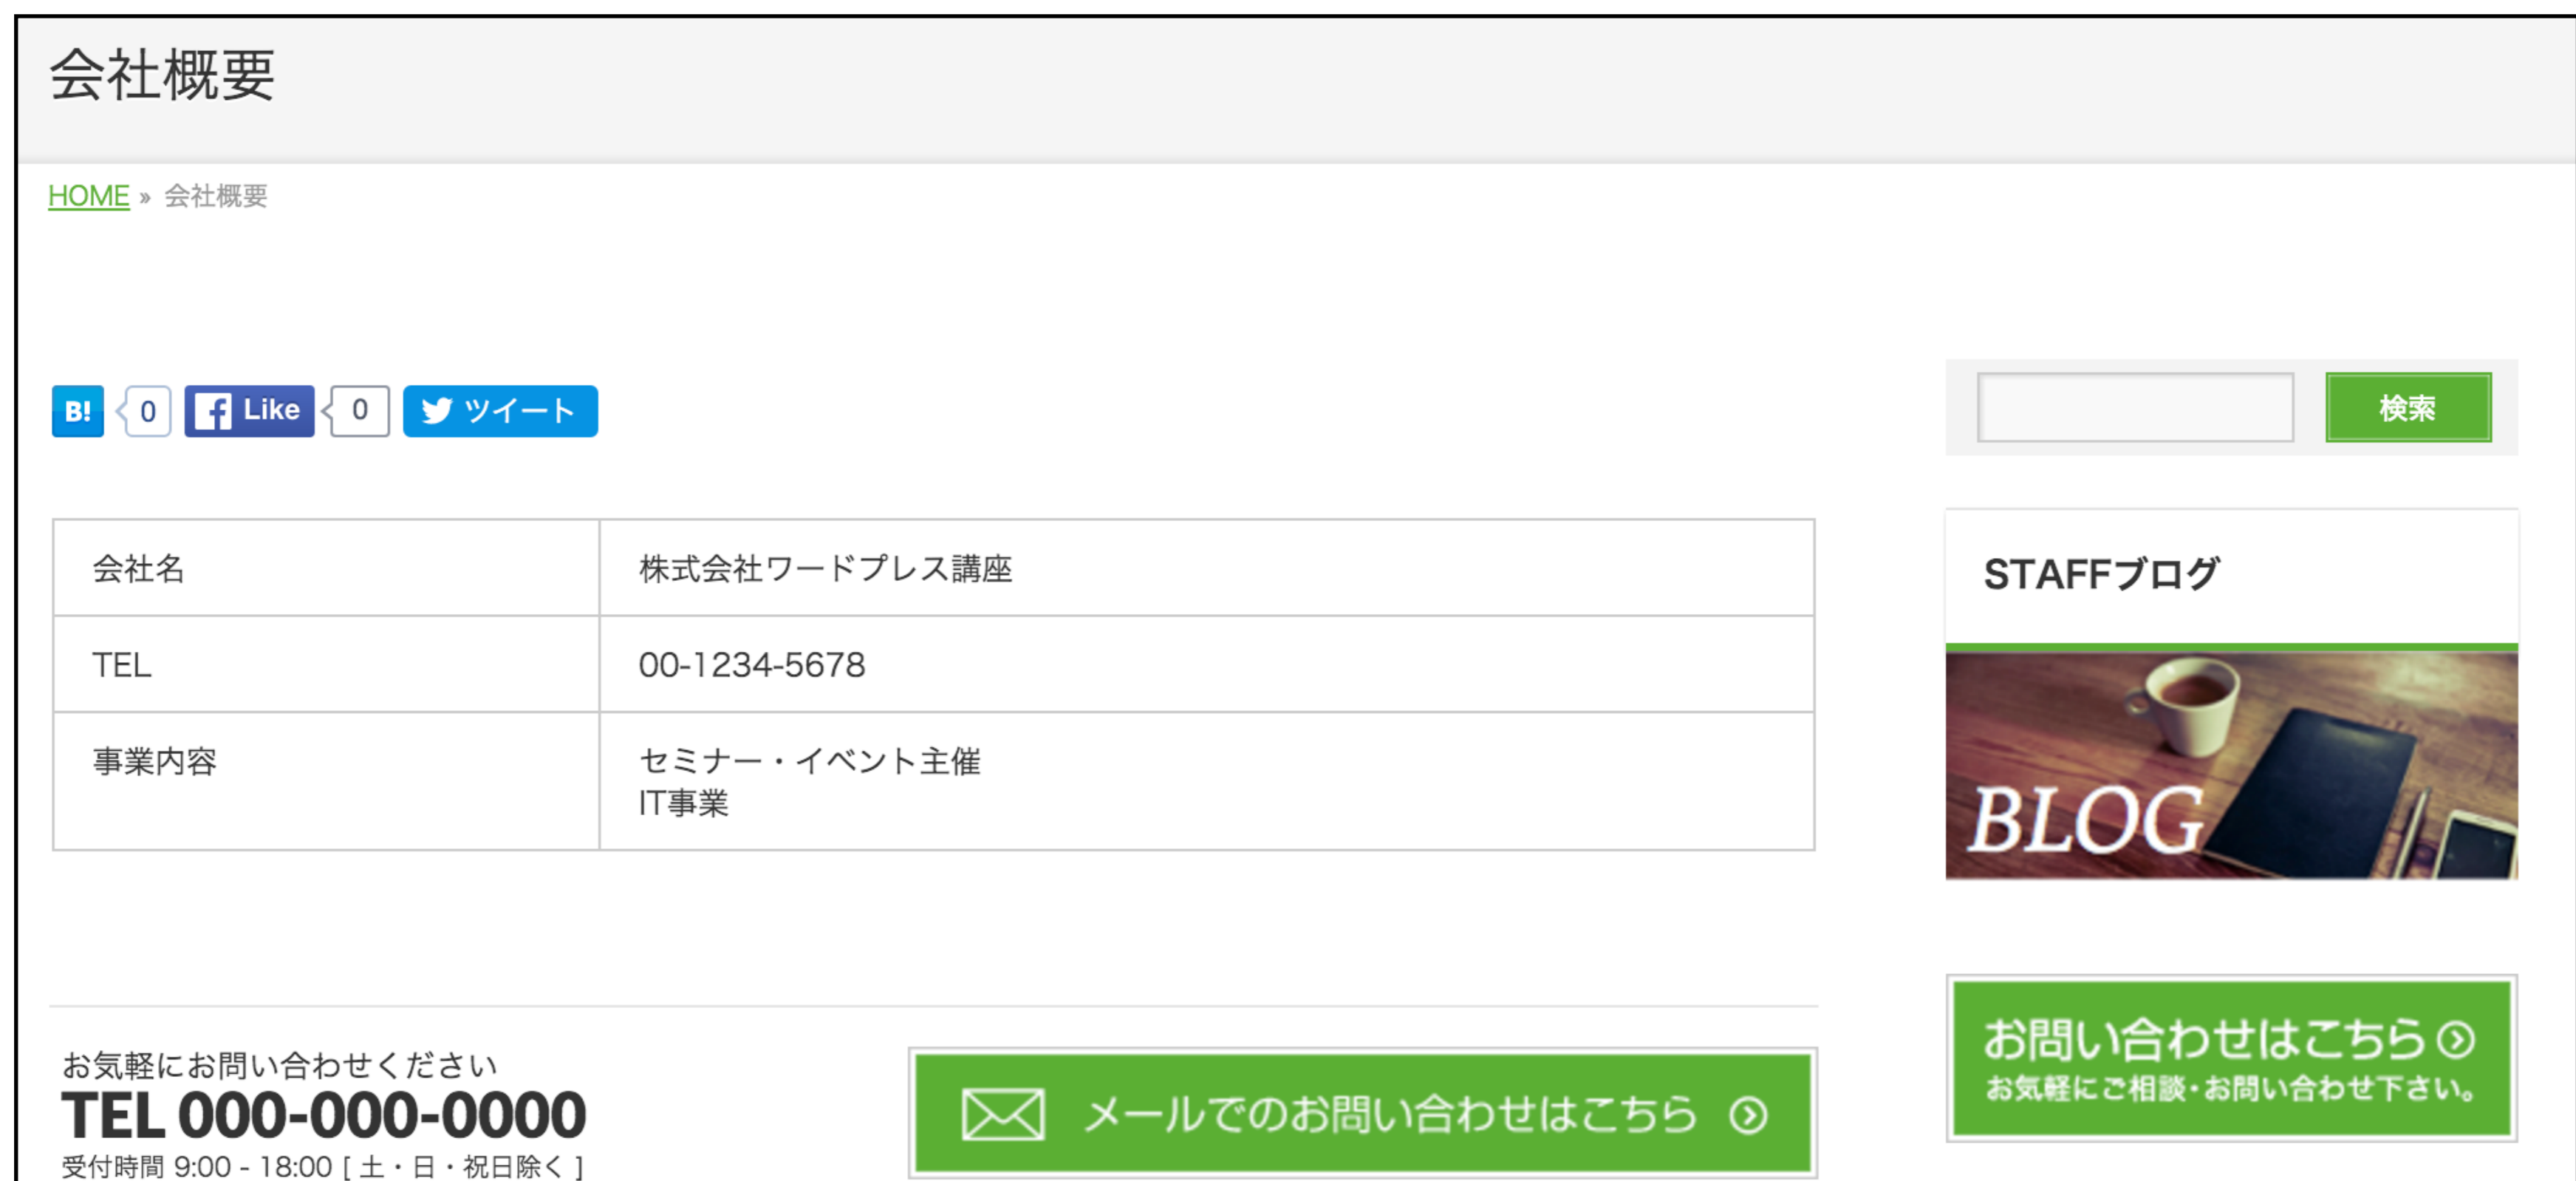 会社概要
HOME » 会社概要
B! 0 Like 0 ツイート
検索
会社名 株式会社ワードプレス講座
TEL 00-1234-5678
事業内容 セミナー・イベント主催
IT事業
STAFFブログ
BLOG
お気軽にお問い合わせください
TEL 000-000-0000
受付時間 9:00 - 18:00 [ 土・日・祝日除く ]
メールでのお問い合わせはこちら
お問い合わせはこちら
お気軽にご相談・お問い合わせ下さい。